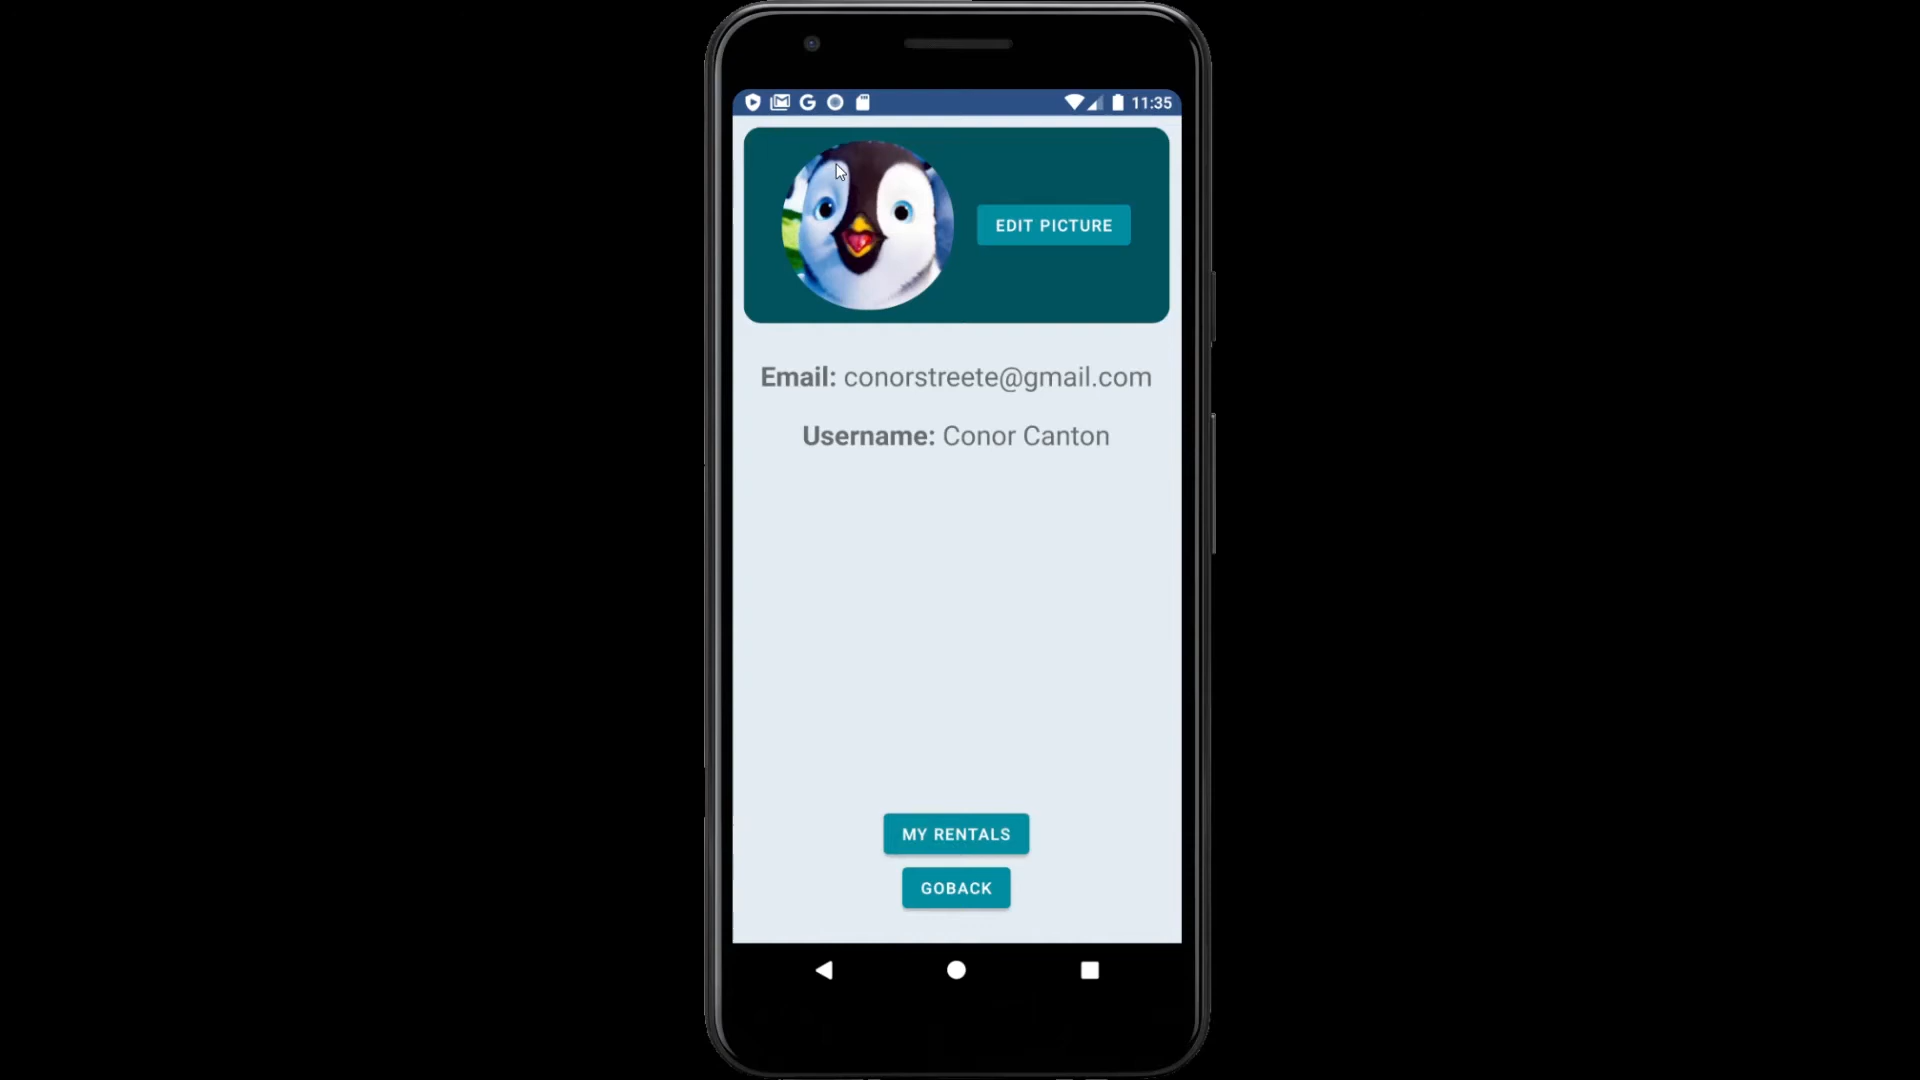 11:35
EDIT PICTURE
Email: conorstreete@gmail.com
Username: Conor Canton
MY RENTALS
GOBACK